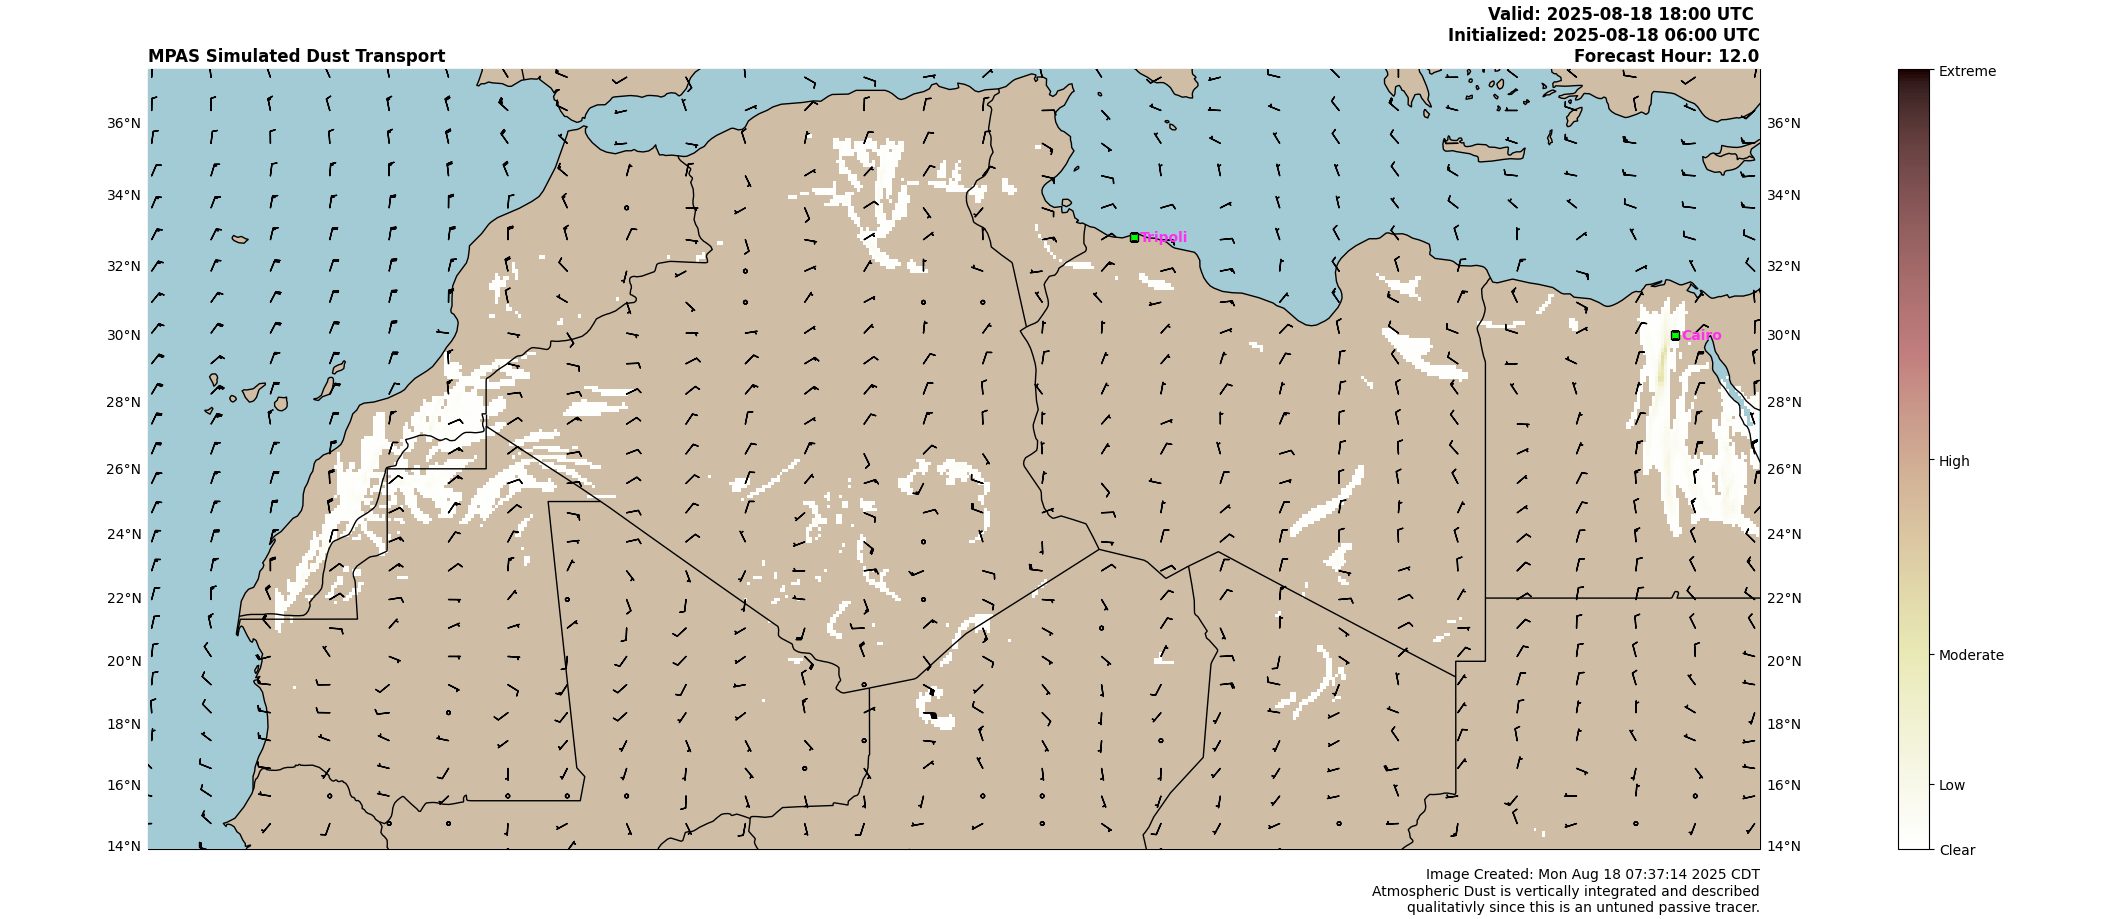 Valid: 2025-08-18 18:00 UTC
Initialized: 2025-08-18 06:00 UTC
MPAS Simulated Dust Transport
Forecast Hour: 12.0
Extreme
36°N
36°N
34°N
34°N
Tripoli
32°N
32°N
30°N
Cairo
30°N
28°N
28°N
26°N
26°N
High
24°N
24°N
22°N
22°N
20°N
20°N
Moderate
18°N
18°N
16°N
16°N
Low
14°N
14°N
Clear
Image Created: Mon Aug 18 07:37:14 2025 CDT
Atmospheric Dust is vertically integrated and described
qualitativly since this is an untuned passive tracer.